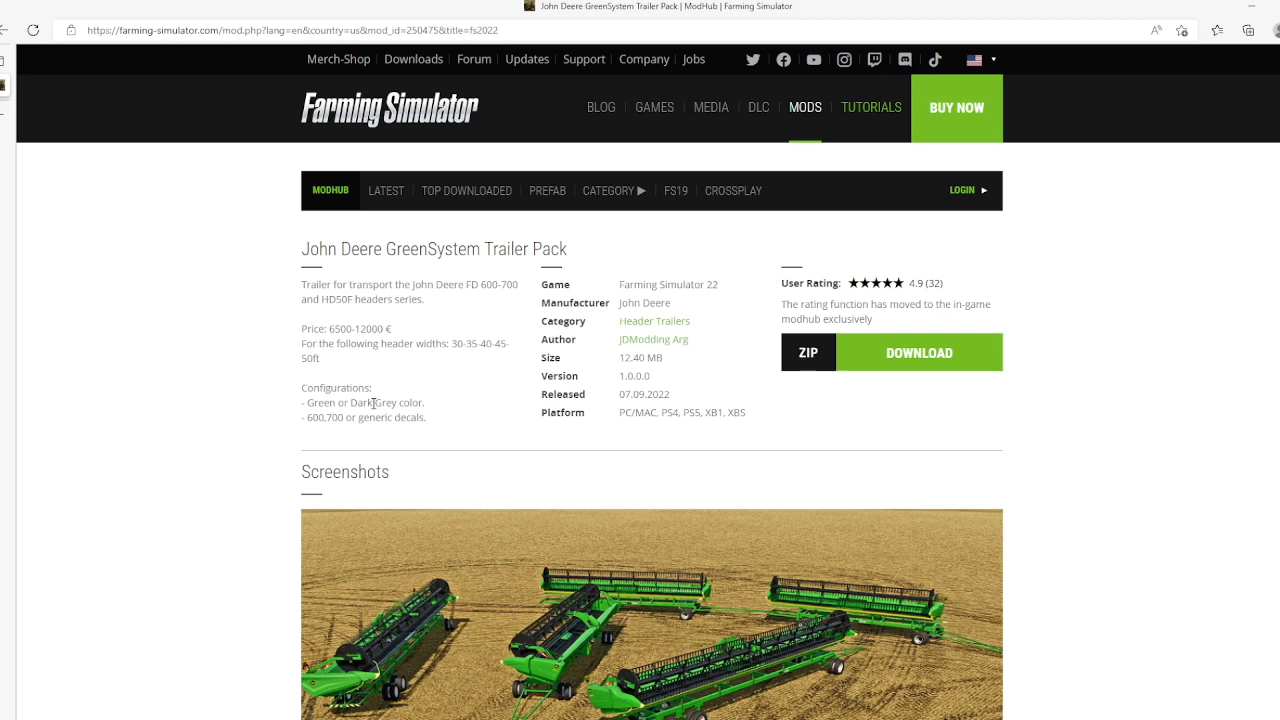 John Deere GreenSystem Trailer Pack | ModHub | Farming Simulator
https://farming-simulator.com/mod.php?lang=en&country=us&mod_id=250475&title=fs2022
Merch-Shop Downloads Forum Updates Support Company Jobs
Farming Simulator
BLOG GAMES MEDIA DLC MODS TUTORIALS BUY NOW
MODHUB LATEST TOP DOWNLOADED PREFAB CATEGORY ▶ FS19 CROSSPLAY LOGIN ▶
John Deere GreenSystem Trailer Pack
Trailer for transport the John Deere FD 600-700
and HD50F headers series.
Price: 6500-12000 €
For the following header widths: 30-35-40-45-
50ft
Configurations:
- Green or Dark Grey color.
- 600,700 or generic decals.
Game Farming Simulator 22
Manufacturer John Deere
Category Header Trailers
Author JDModding Arg
Size 12.40 MB
Version 1.0.0.0
Released 07.09.2022
Platform PC/MAC, PS4, PS5, XB1, XBS
User Rating: ★★★★★ 4.9 (32)
The rating function has moved to the in-game
modhub exclusively
ZIP DOWNLOAD
Screenshots